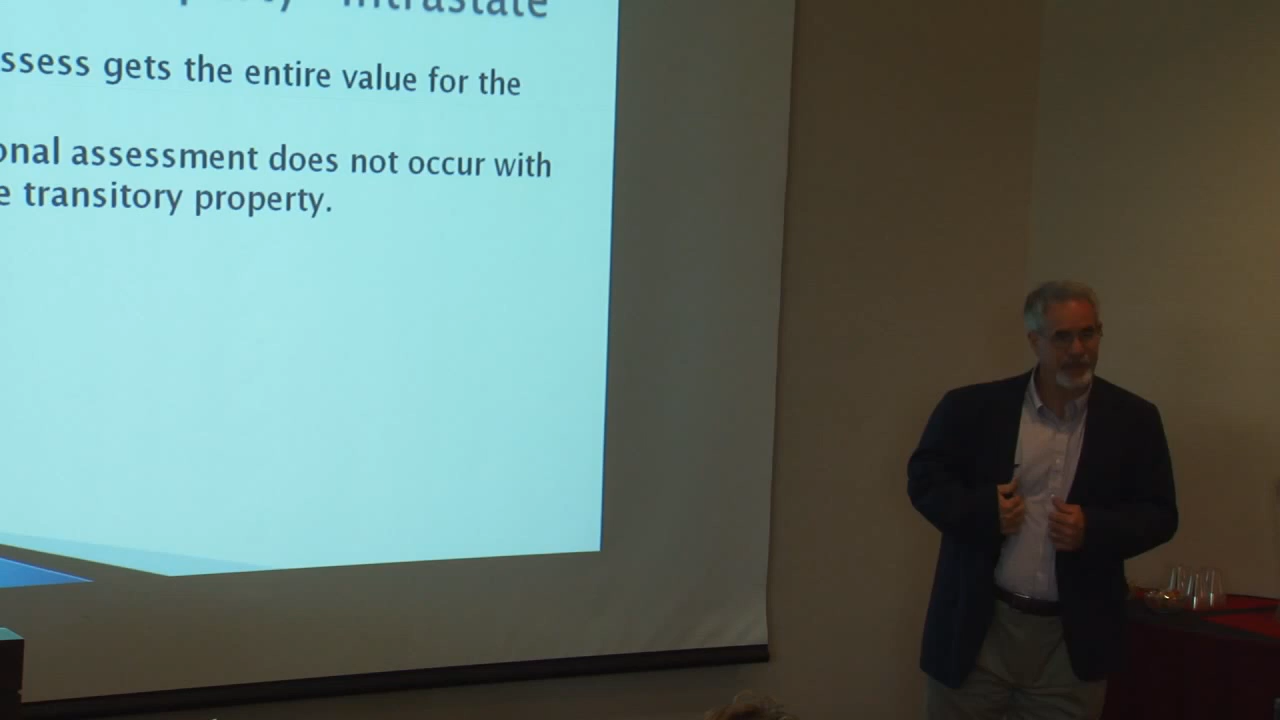 ssess gets the entire value for the
onal assessment does not occur with
e transitory property.